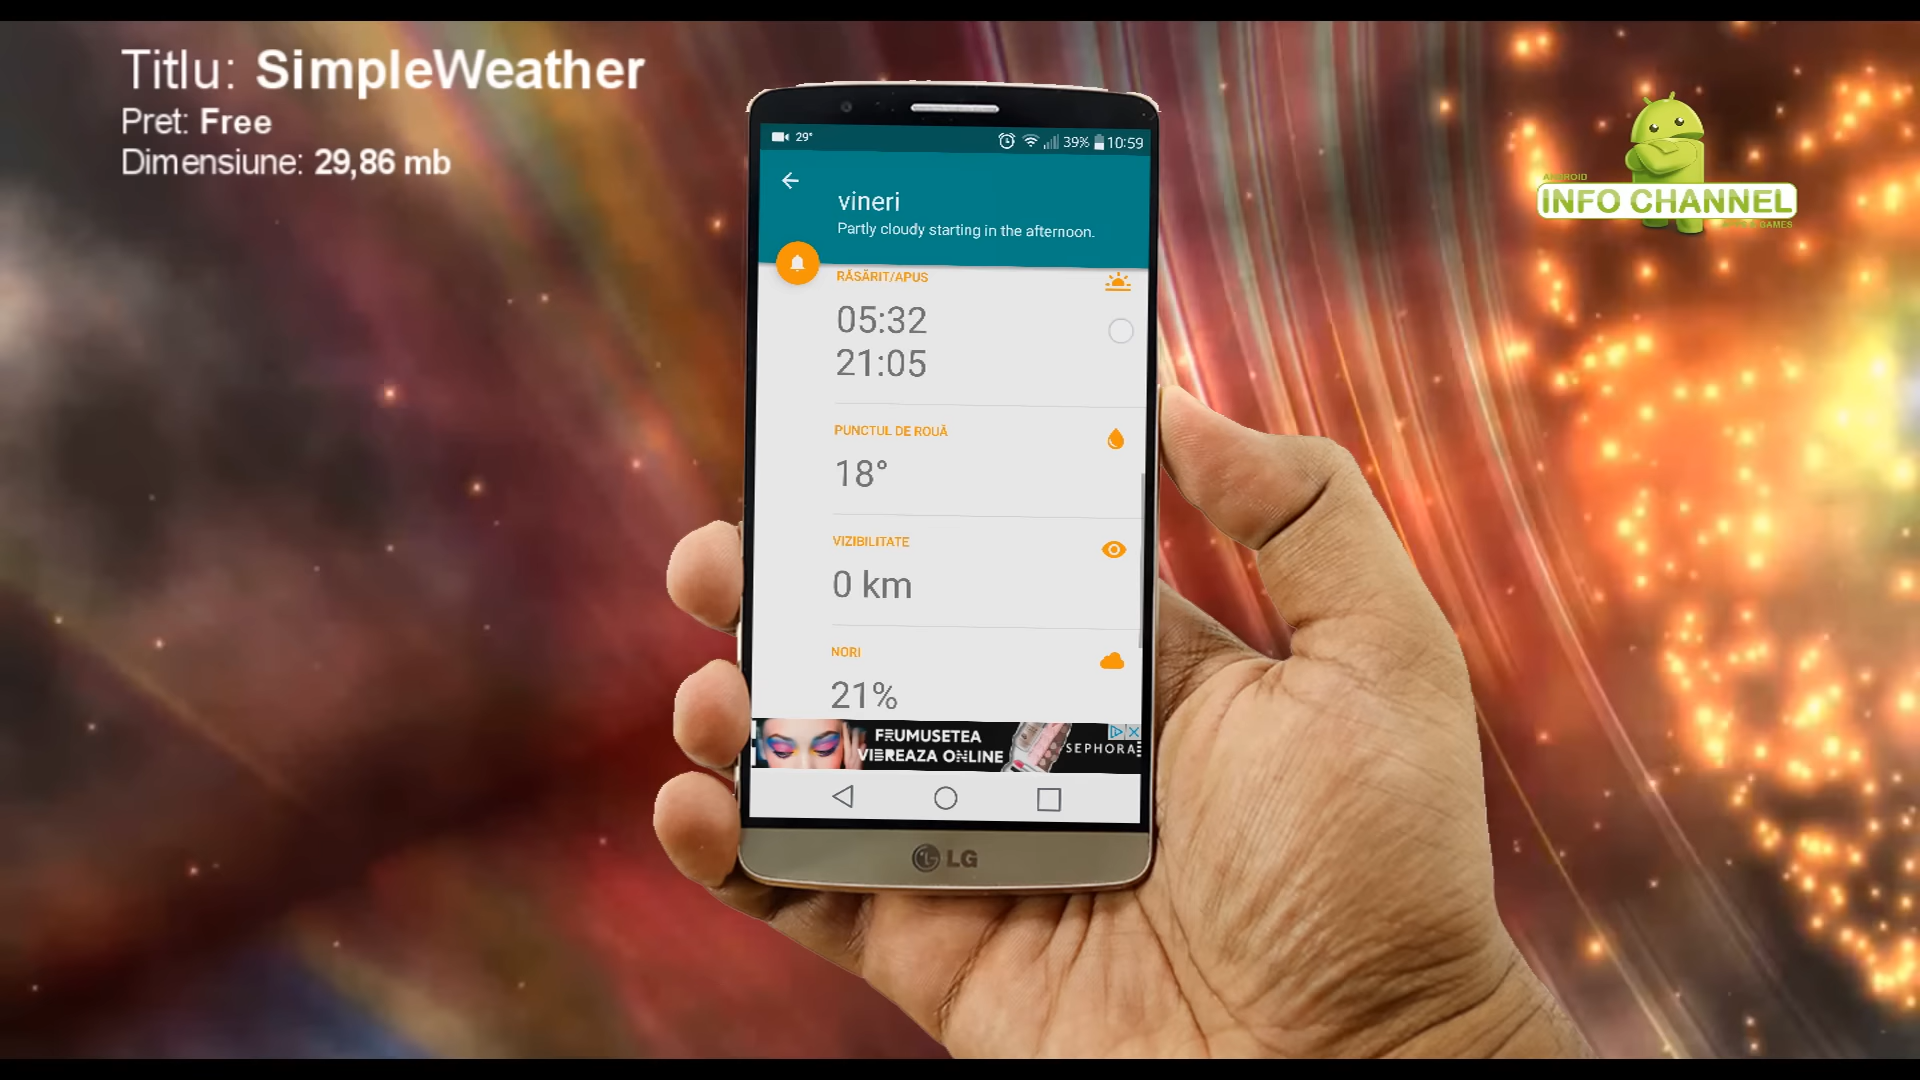 Titlu: SimpleWeather
Pret: Free
Dimensiune: 29,86 mb
ANDROID
INFO CHANNEL
GAMES
29°
39% 10:59
vineri
Partly cloudy starting in the afternoon.
RĂSĂRIT/APUS
05:32
21:05
PUNCTUL DE ROUĂ
18°
VIZIBILITATE
0 km
NORI
21%
FRUMUSETEA
VIBREAZA ONLINE
SEPHORA
LG